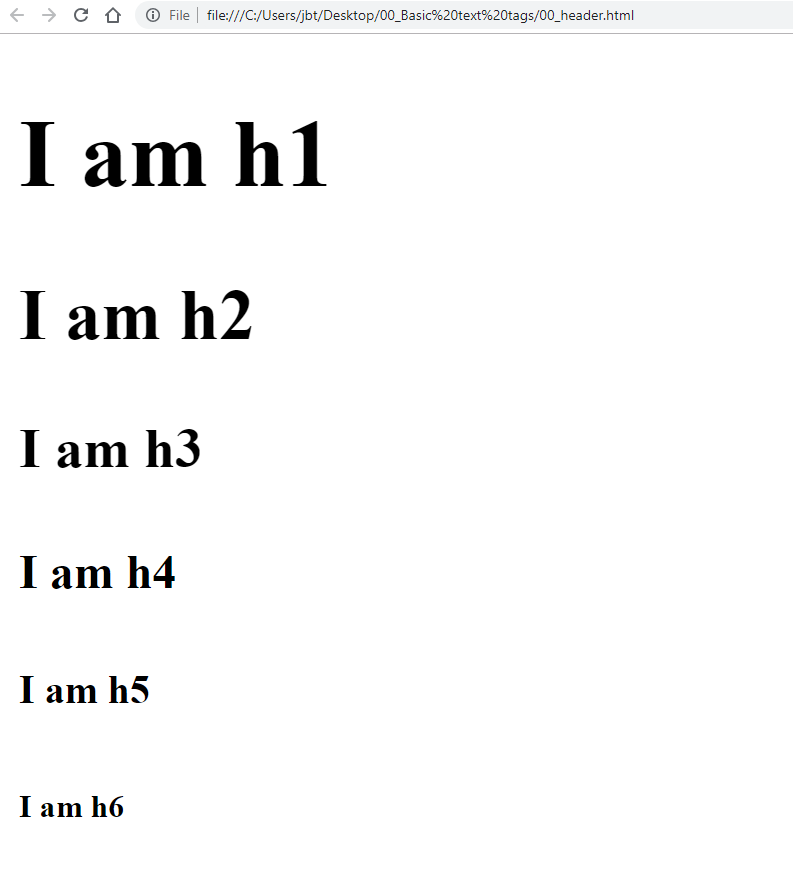 File file:///C:/Users/jbt/Desktop/00_Basic%20text%20tags/00_header.html
I am h1
I am h2
I am h3
I am h4
I am h5
I am h6